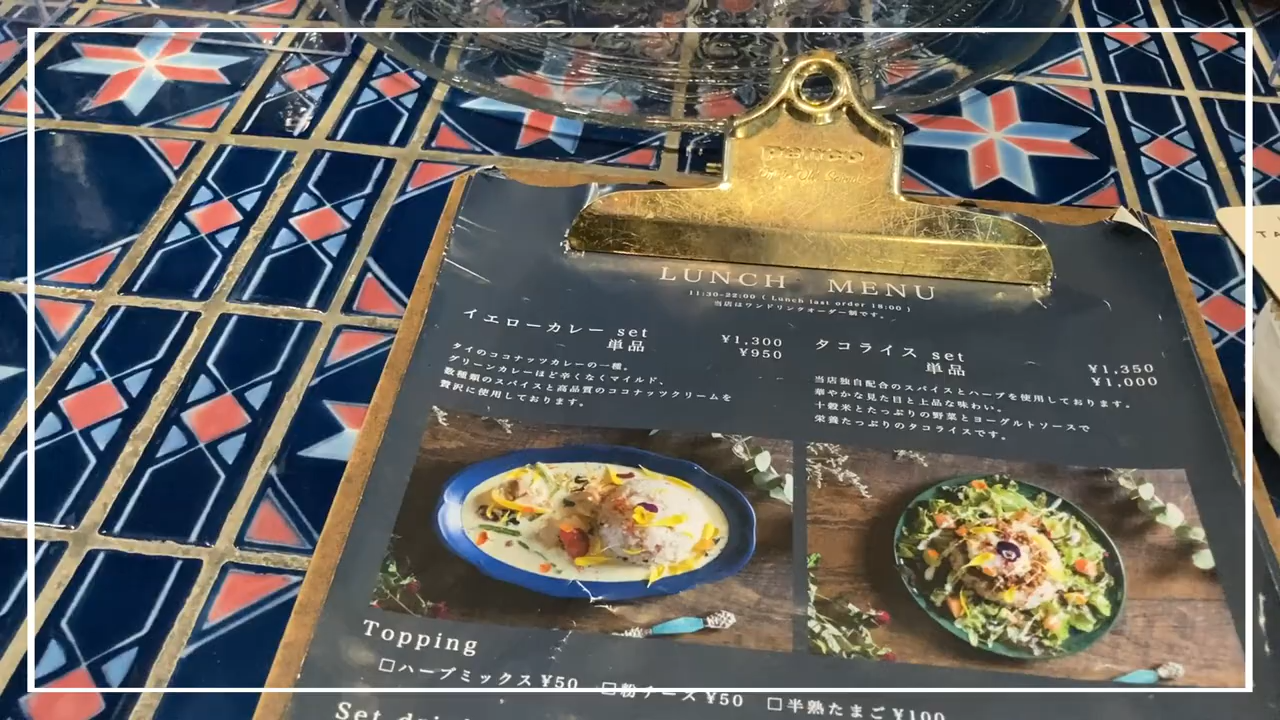 penco
LUNCH MENU
11:30-22:00 ( Lunch last order 18:00 )
当店はワンドリンクオーダー制です。
イエローカレー set ¥1,300
単品 ¥950
タイのココナッツカレーの一種。
グリーンカレーほど辛くなくマイルド、
数種類のスパイスと高品質のココナッツクリームを
贅沢に使用しております。
タコライス set ¥1,350
単品 ¥1,000
当店独自配合のスパイスとハーブを使用しております。
華やかな見た目と上品な味わい。
十穀米とたっぷりの野菜とヨーグルトソースで
栄養たっぷりのタコライスです。
Topping
□ハーブミックス ¥50 □粉チーズ ¥50 □半熟たまご ¥100
Set